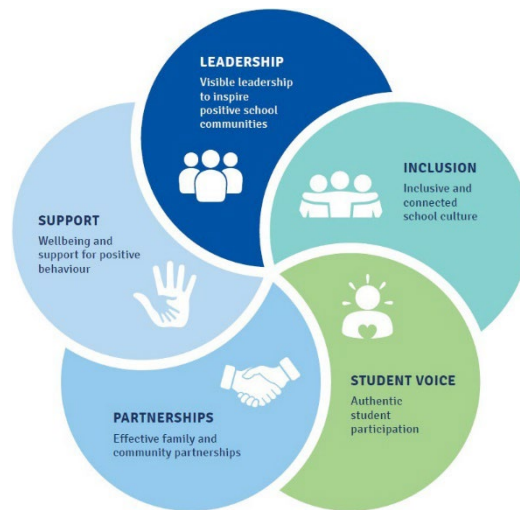 LEADERSHIP
Visible leadership
to inspire
positive school
communities
INCLUSION
Inclusive and
connected
school culture
STUDENT VOICE
Authentic
student
participation
PARTNERSHIPS
Effective family and
community partnerships
SUPPORT
Wellbeing and
support for positive
behaviour